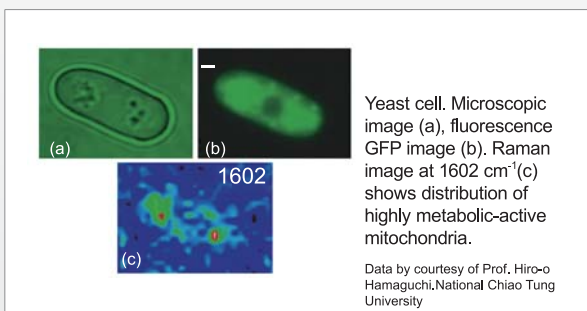 (a)
(b)
1602
(c)
Yeast cell. Microscopic
image (a), fluorescence
GFP image (b). Raman
image at 1602 cm⁻¹(c)
shows distribution of
highly metabolic-active
mitochondria.
Data by courtesy of Prof. Hiro-o
Hamaguchi.National Chiao Tung
University